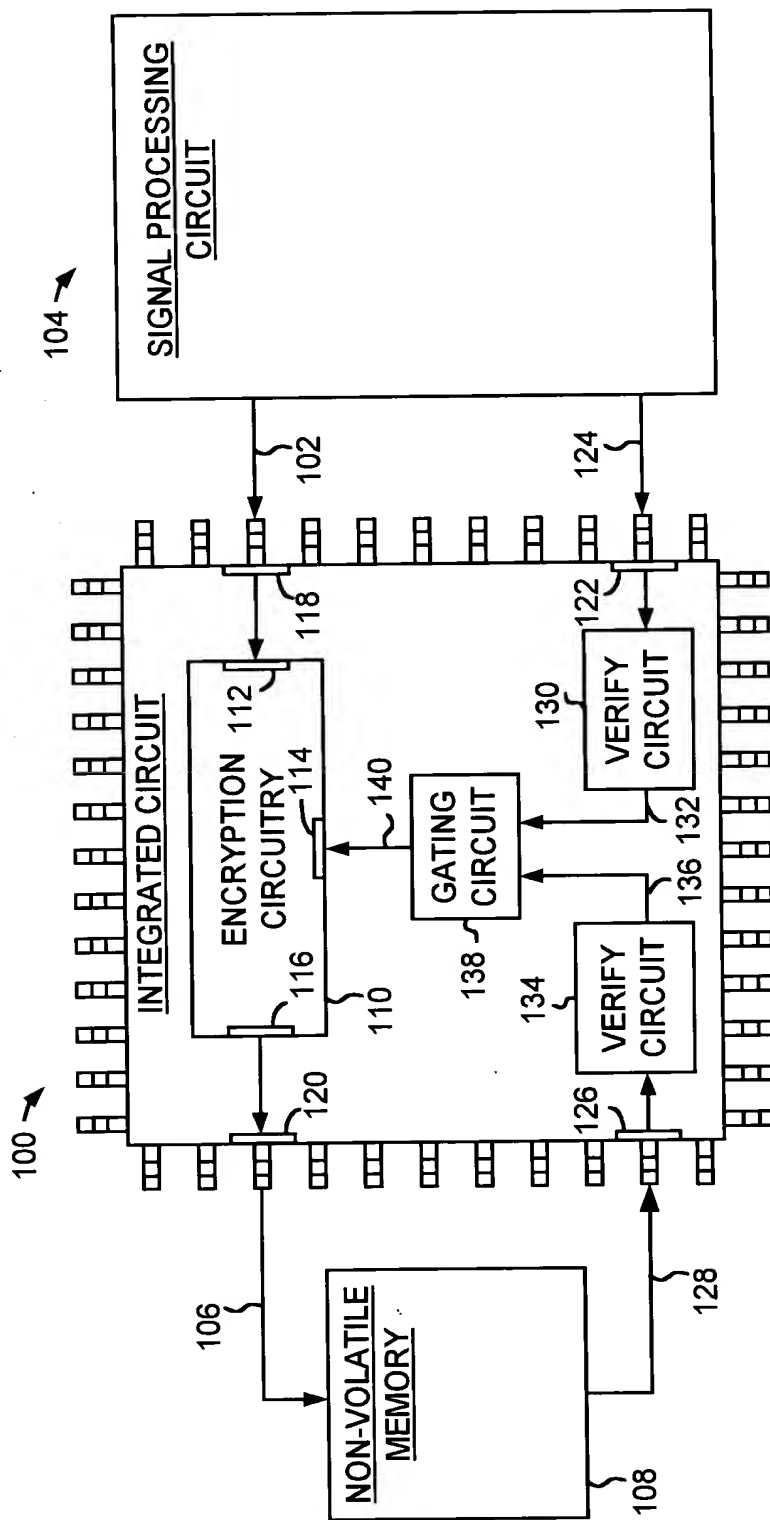 100
104
INTEGRATED CIRCUIT
SIGNAL PROCESSING
CIRCUIT
106
120
116
ENCRYPTION
CIRCUITRY
112
118
102
110
114
140
NON-VOLATILE
MEMORY
108
GATING
CIRCUIT
138
134
VERIFY
CIRCUIT
136
132
130
VERIFY
CIRCUIT
126
128
122
124